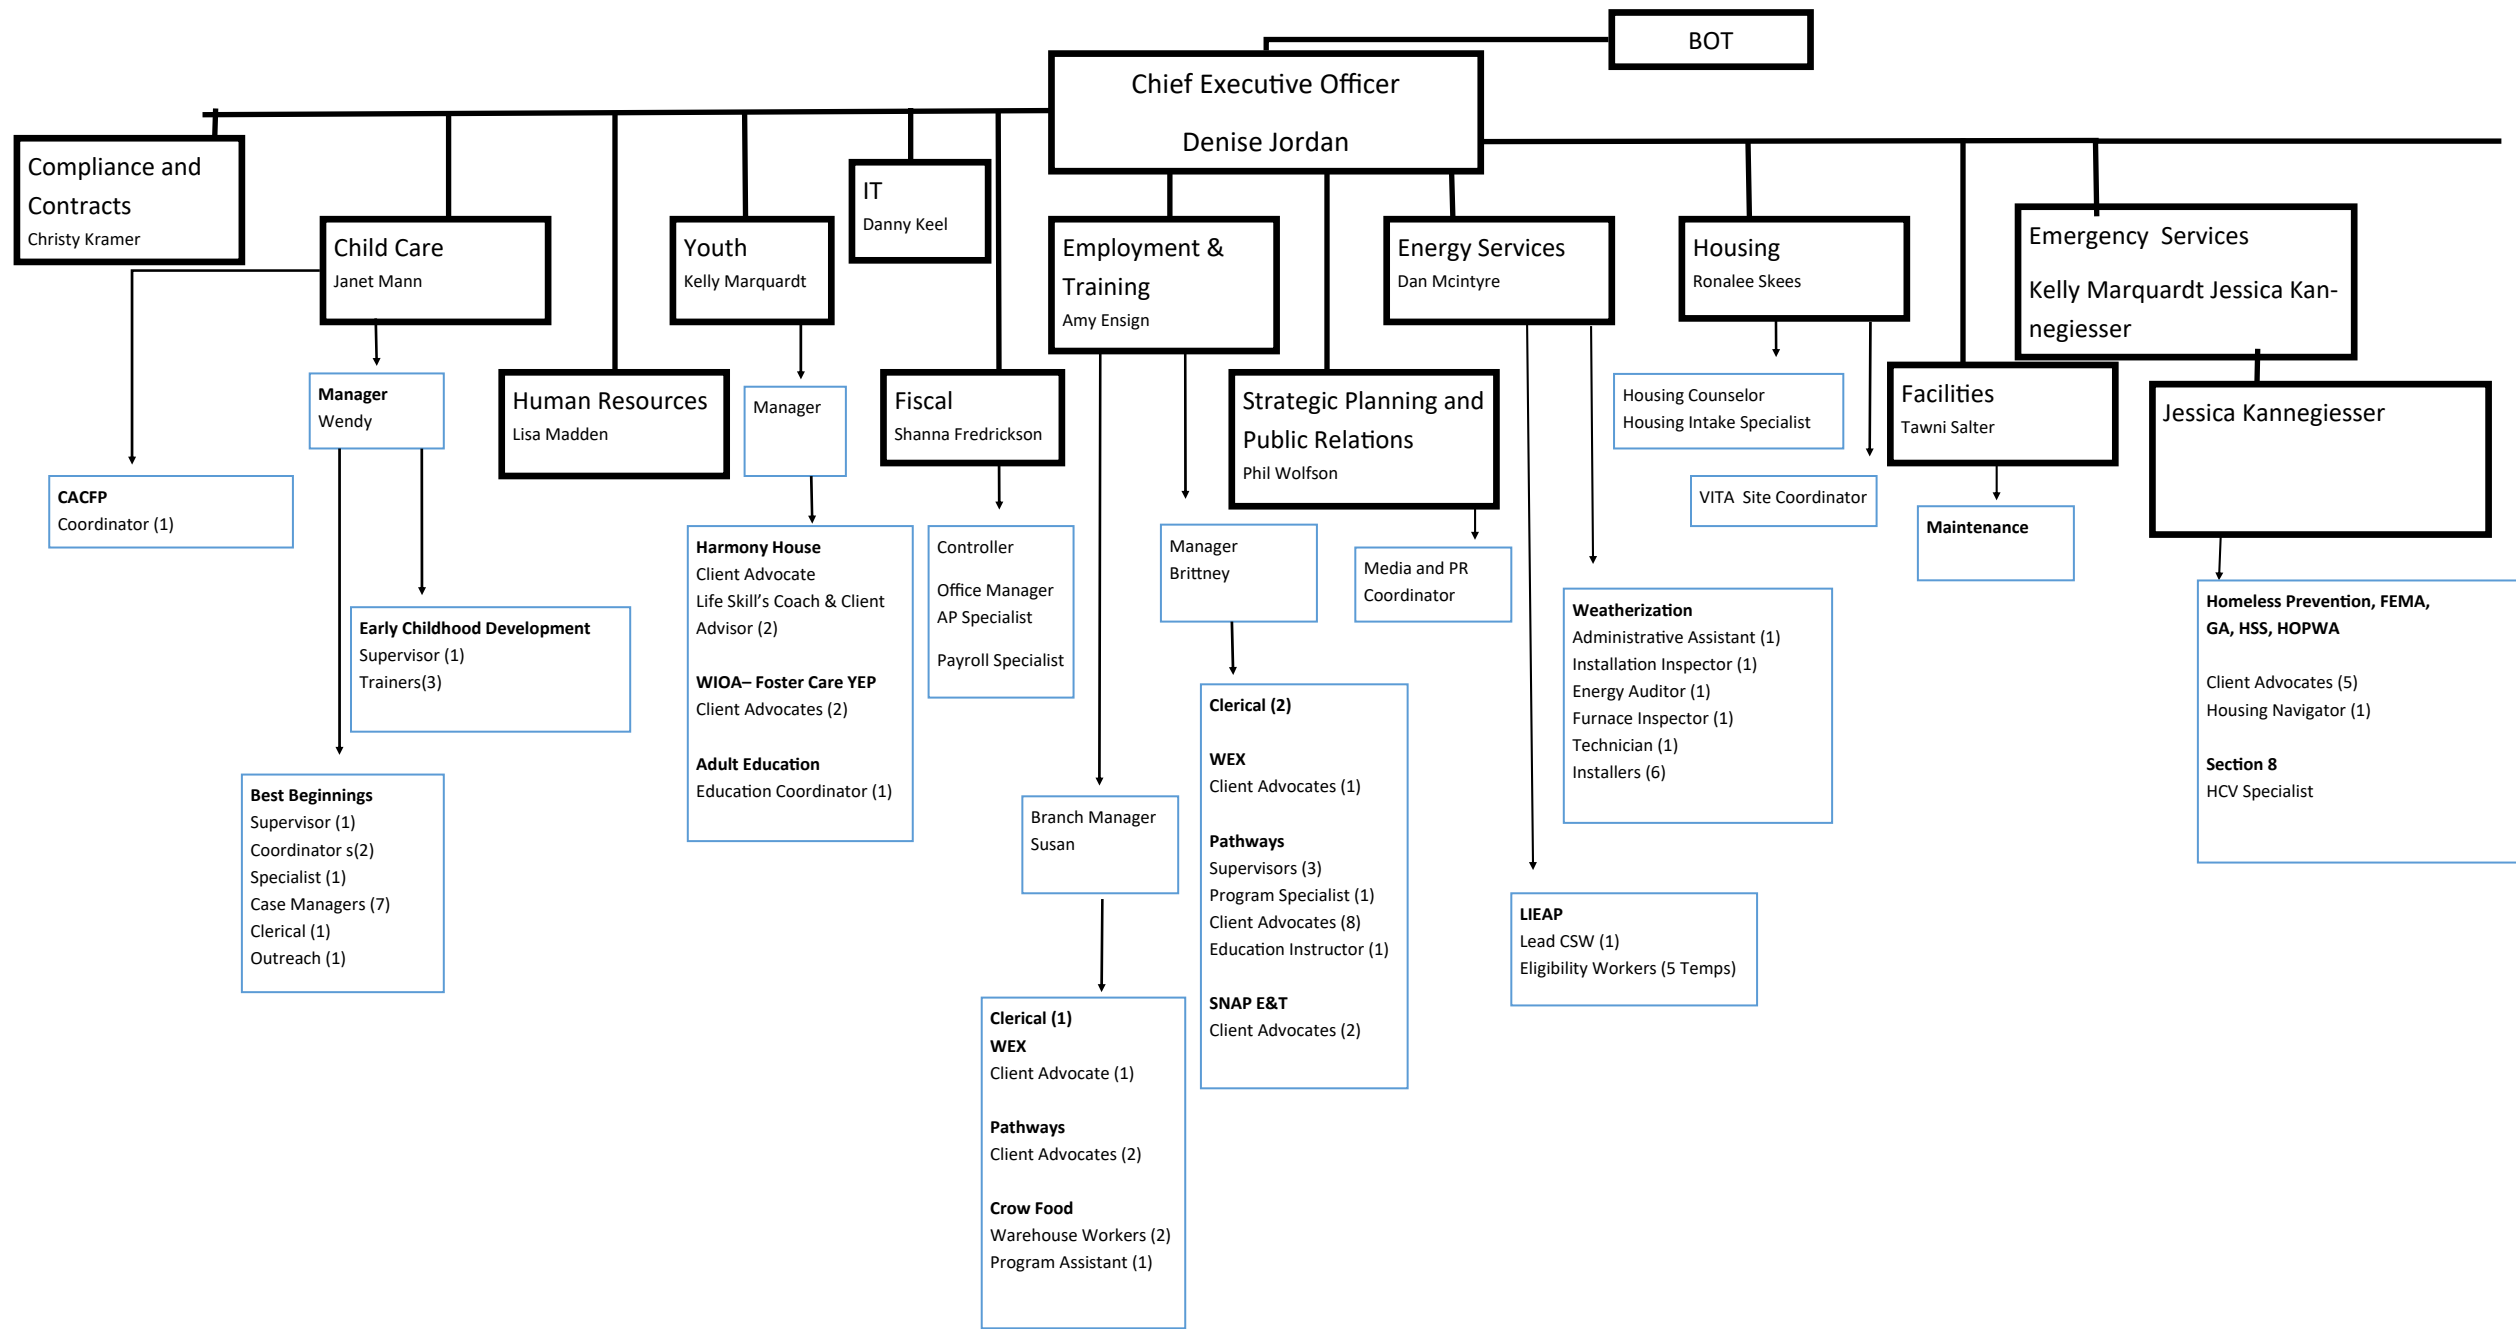 BOT
Chief Executive Officer
Denise Jordan
Compliance and
Contracts
Christy Kramer
Child Care
Janet Mann
Human Resources
Lisa Madden
Youth
Kelly Marquardt
IT
Danny Keel
Fiscal
Shanna Fredrickson
Employment &
Training
Amy Ensign
Strategic Planning and
Public Relations
Phil Wolfson
Energy Services
Dan Mcintyre
Housing
Ronalee Skees
Facilities
Tawni Salter
Emergency  Services
Kelly Marquardt Jessica Kan-
negiesser
Jessica Kannegiesser
CACFP
Coordinator (1)
Manager
Wendy
Early Childhood Development
Supervisor (1)
Trainers(3)
Best Beginnings
Supervisor (1)
Coordinator s(2)
Specialist (1)
Case Managers (7)
Clerical (1)
Outreach (1)
Manager
Harmony House
Client Advocate
Life Skill’s Coach & Client
Advisor (2)
WIOA– Foster Care YEP
Client Advocates (2)
Adult Education
Education Coordinator (1)
Controller
Office Manager
AP Specialist
Payroll Specialist
Branch Manager
Susan
Clerical (1)
WEX
Client Advocate (1)
Pathways
Client Advocates (2)
Crow Food
Warehouse Workers (2)
Program Assistant (1)
Manager
Brittney
Clerical (2)
WEX
Client Advocates (1)
Pathways
Supervisors (3)
Program Specialist (1)
Client Advocates (8)
Education Instructor (1)
SNAP E&T
Client Advocates (2)
Media and PR
Coordinator
Weatherization
Administrative Assistant (1)
Installation Inspector (1)
Energy Auditor (1)
Furnace Inspector (1)
Technician (1)
Installers (6)
LIEAP
Lead CSW (1)
Eligibility Workers (5 Temps)
Housing Counselor
Housing Intake Specialist
VITA  Site Coordinator
Maintenance
Homeless Prevention, FEMA,
GA, HSS, HOPWA
Client Advocates (5)
Housing Navigator (1)
Section 8
HCV Specialist